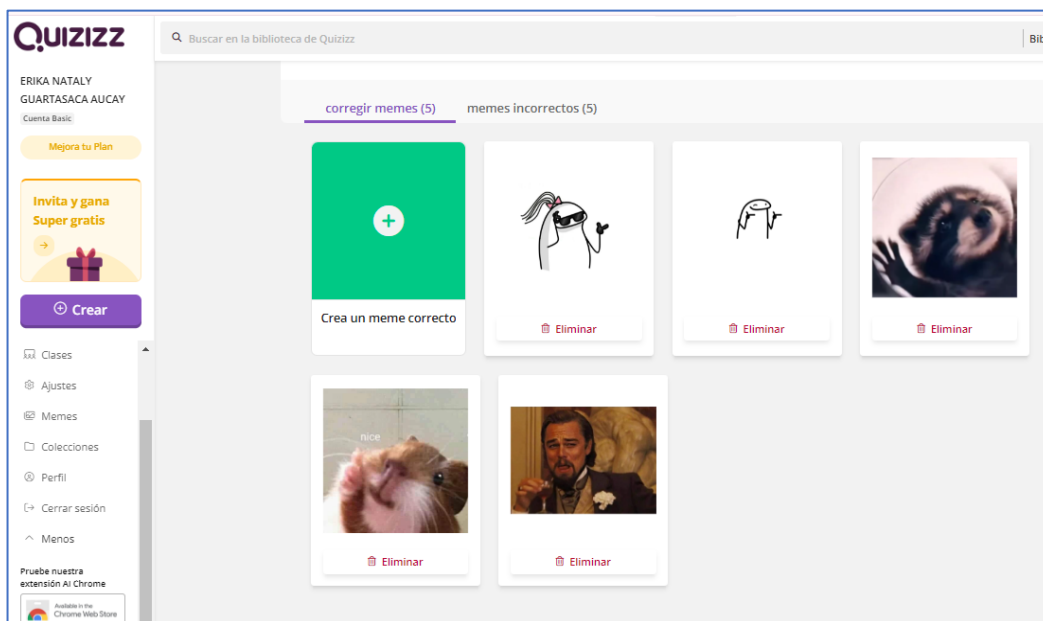 QUIZIZZ
Buscar en la biblioteca de Quizizz
Bib
ERIKA NATALY
GUARTASACA AUCAY
Cuenta Basic
Mejora tu Plan
Invita y gana
Super gratis
Crear
Clases
Ajustes
Memes
Colecciones
Perfil
Cerrar sesión
Menos
Pruebe nuestra
extensión AI Chrome
Available in the
Chrome Web Store
corregir memes (5)
memes incorrectos (5)
Crea un meme correcto
Eliminar
Eliminar
Eliminar
nice
Eliminar
Eliminar